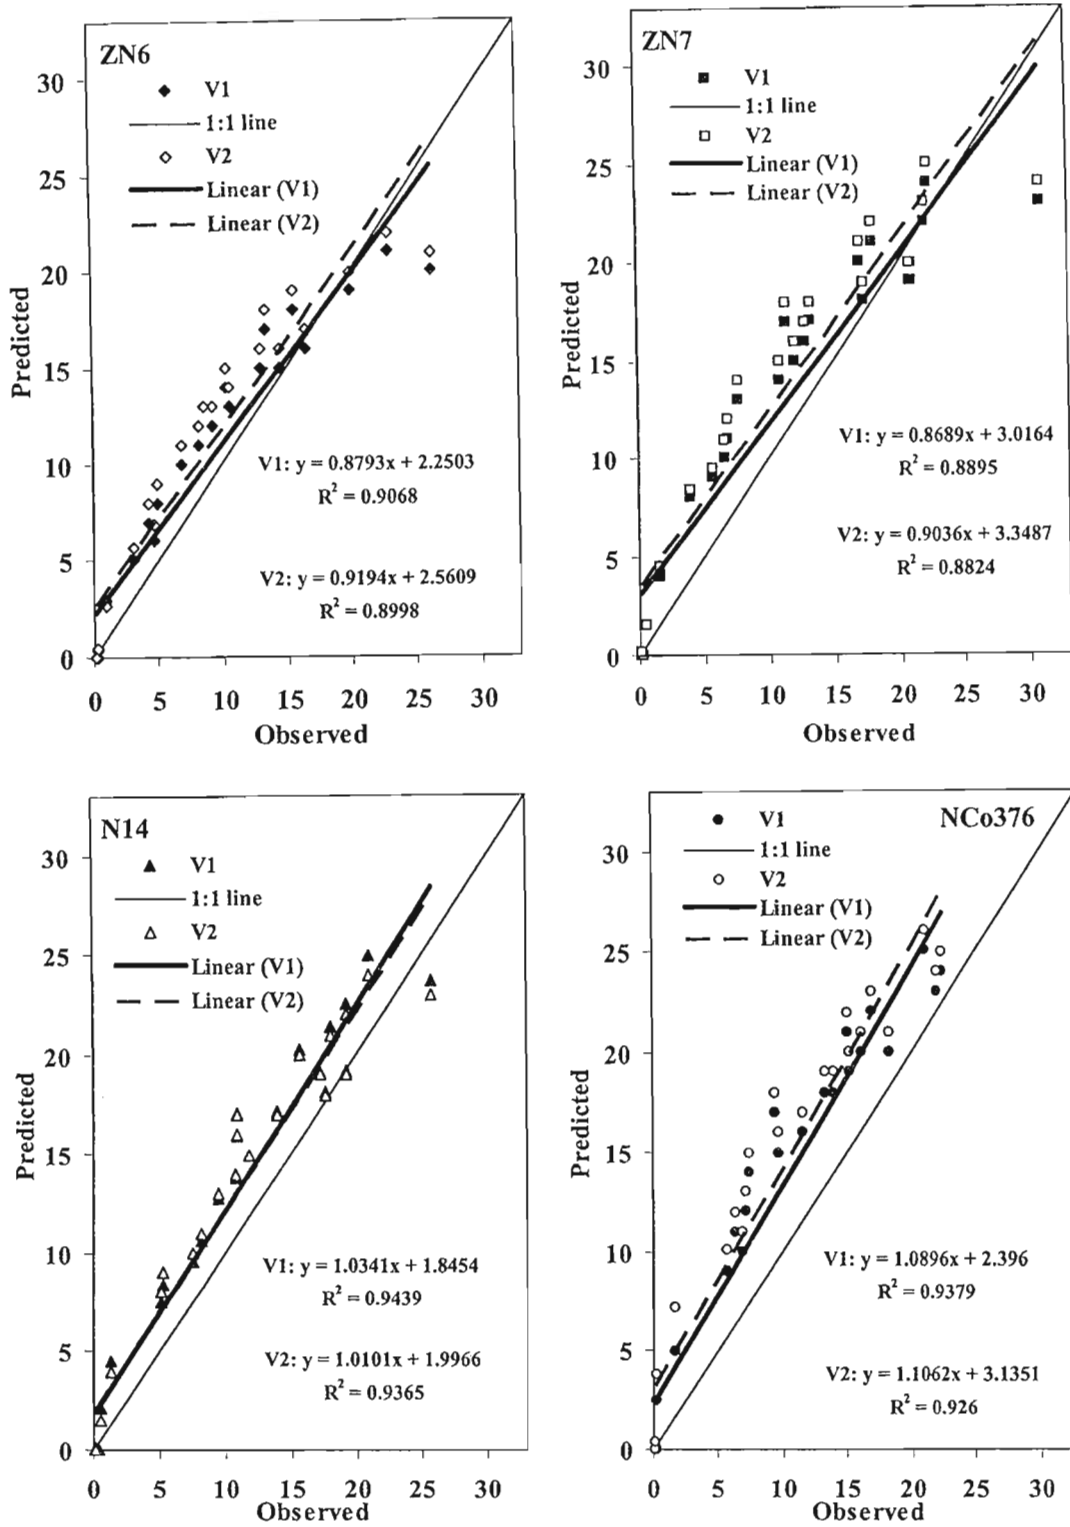 ZN6
V1
1:1 line
V2
Linear (V1)
Linear (V2)
30
25
20
15
10
5
0
Predicted
V1: y = 0.8793x + 2.2503
R² = 0.9068
V2: y = 0.9194x + 2.5609
R² = 0.8998
0 5 10 15 20 25 30
Observed
ZN7
V1
1:1 line
V2
Linear (V1)
Linear (V2)
30
25
20
15
10
5
0
Predicted
V1: y = 0.8689x + 3.0164
R² = 0.8895
V2: y = 0.9036x + 3.3487
R² = 0.8824
0 5 10 15 20 25 30
Observed
N14
V1
1:1 line
V2
Linear (V1)
Linear (V2)
30
25
20
15
10
5
0
Predicted
V1: y = 1.0341x + 1.8454
R² = 0.9439
V2: y = 1.0101x + 1.9966
R² = 0.9365
0 5 10 15 20 25 30
Observed
NCo376
V1
1:1 line
V2
Linear (V1)
Linear (V2)
30
25
20
15
10
5
0
Predicted
V1: y = 1.0896x + 2.396
R² = 0.9379
V2: y = 1.1062x + 3.1351
R² = 0.926
0 5 10 15 20 25 30
Observed